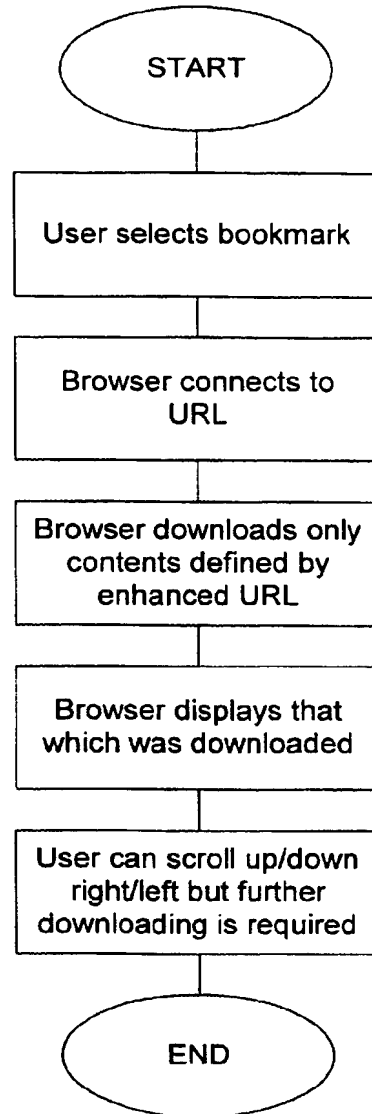 START
User selects bookmark
Browser connects to
URL
Browser downloads only
contents defined by
enhanced URL
Browser displays that
which was downloaded
User can scroll up/down
right/left but further
downloading is required
END